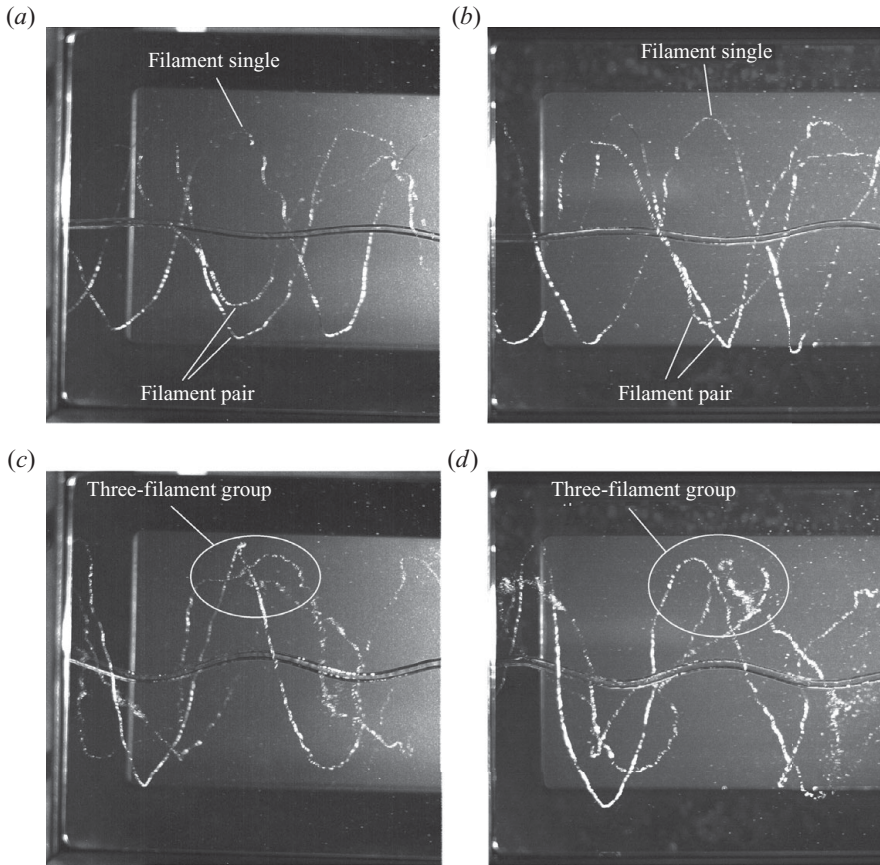 (a)
Filament single
Filament pair
(b)
Filament single
Filament pair
(c)
Three-filament group
(d)
Three-filament group